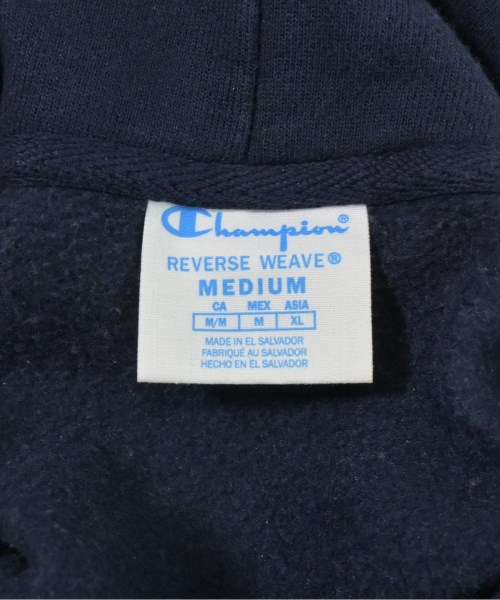 Champion®
REVERSE WEAVE®
MEDIUM
CA MEX ASIA
M/M M XL
MADE IN EL SALVADOR
FABRIQUÉ AU SALVADOR
HECHO EN EL SALVADOR